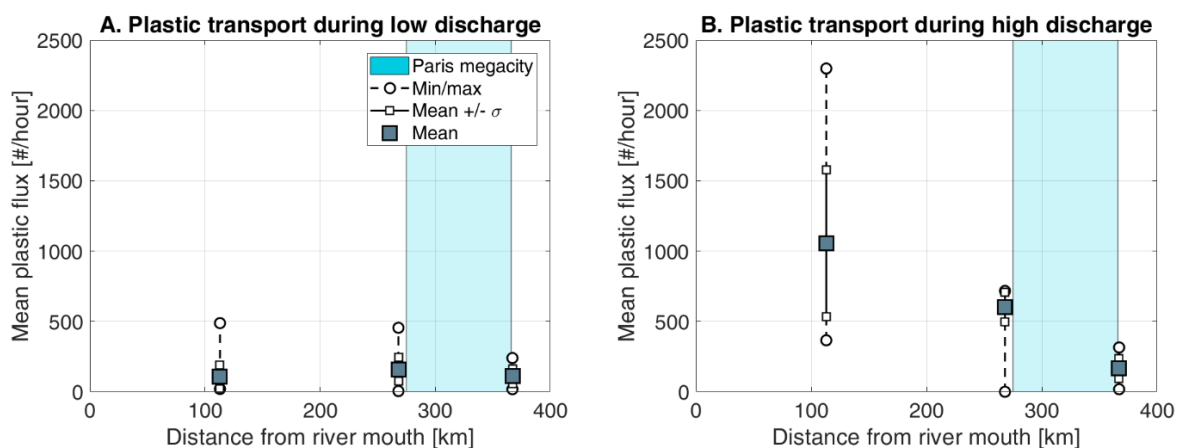 A. Plastic transport during low discharge
2500
2000
1500
1000
500
0
Mean plastic flux [#/hour]
Paris megacity
Min/max
Mean +/- σ
Mean
0 100 200 300 400
Distance from river mouth [km]
B. Plastic transport during high discharge
2500
2000
1500
1000
500
0
Mean plastic flux [#/hour]
0 100 200 300 400
Distance from river mouth [km]